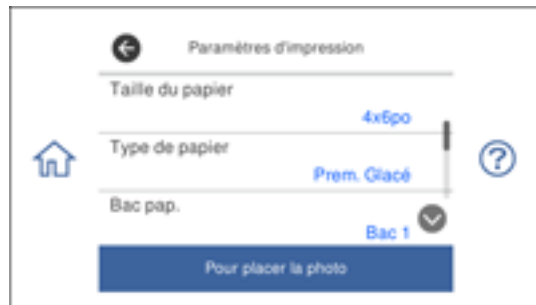 Paramètres d'impression
Taille du papier
4x6po
Type de papier
Prem. Glacé
Bac pap.
Bac 1
Pour placer la photo